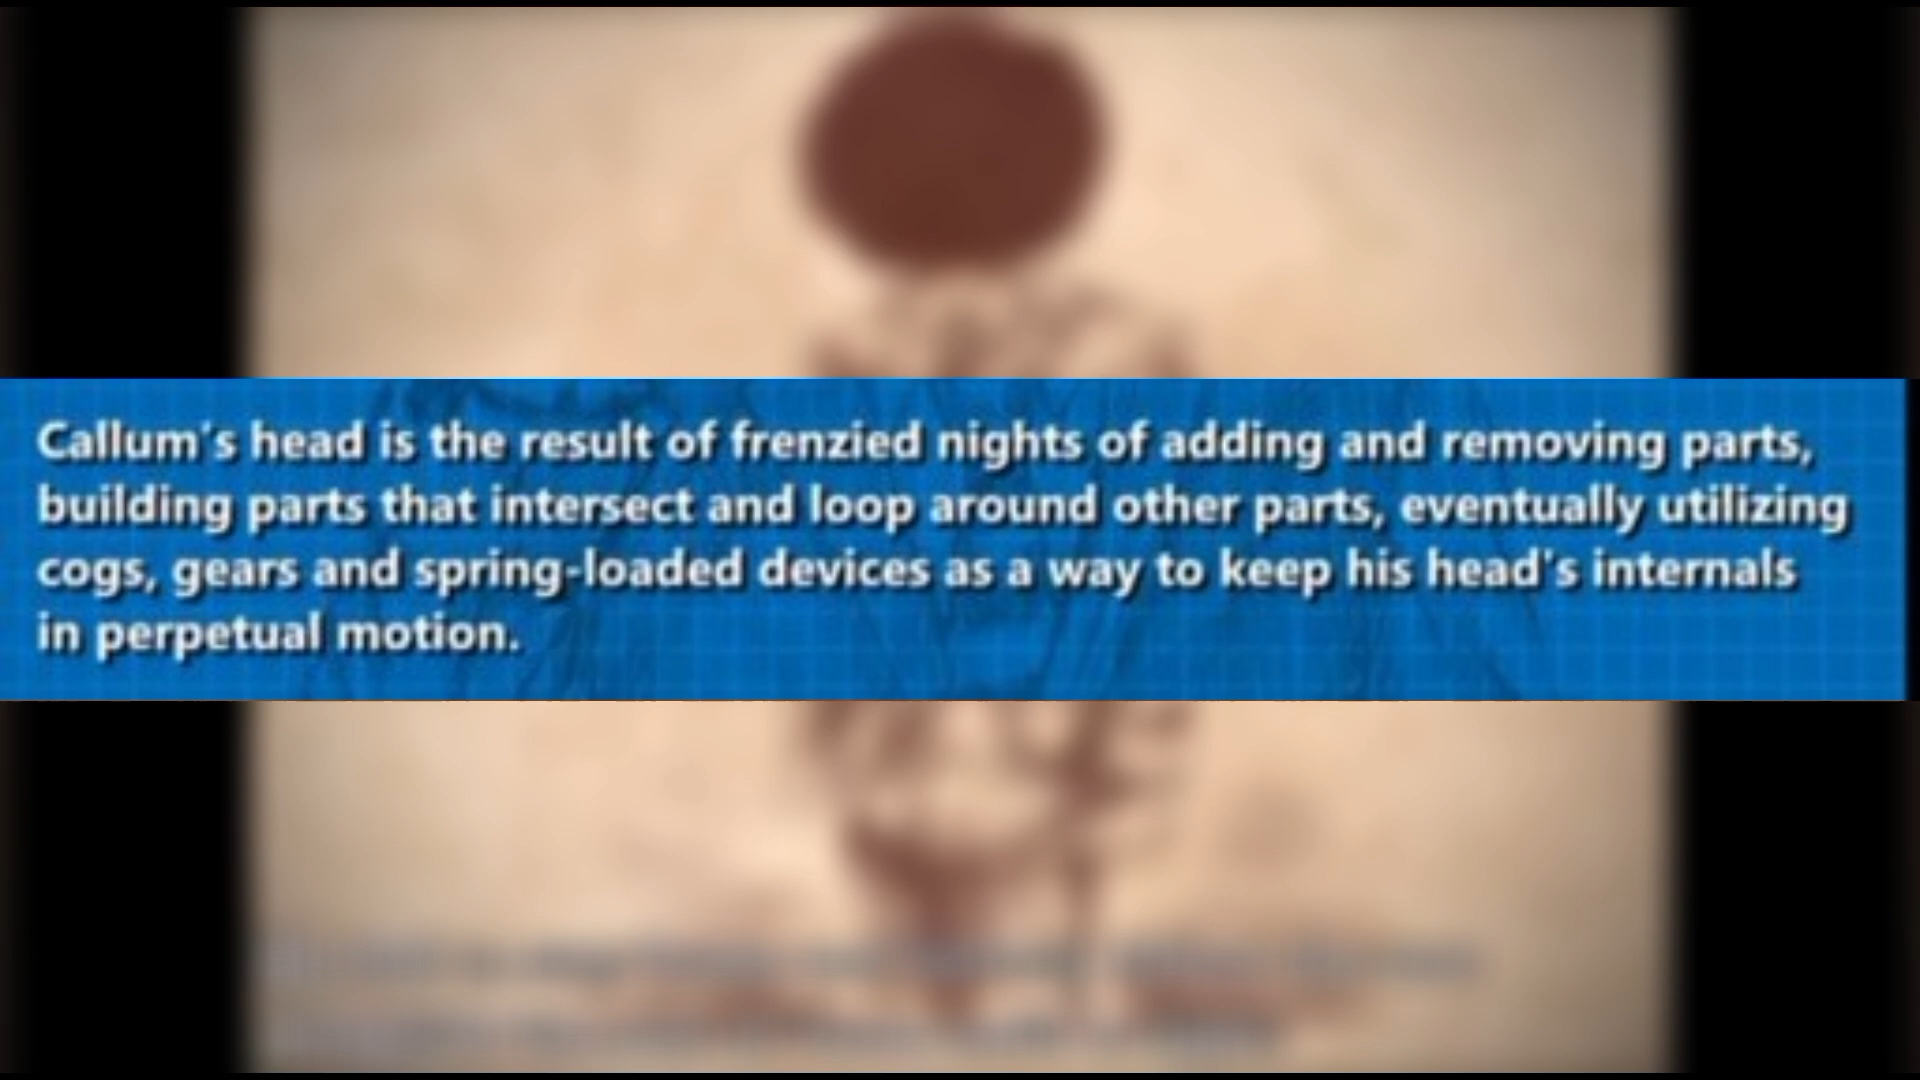 Callum's head is the result of frenzied nights of adding and removing parts,
building parts that intersect and loop around other parts, eventually utilizing
cogs, gears and spring-loaded devices as a way to keep his head's internals
in perpetual motion.